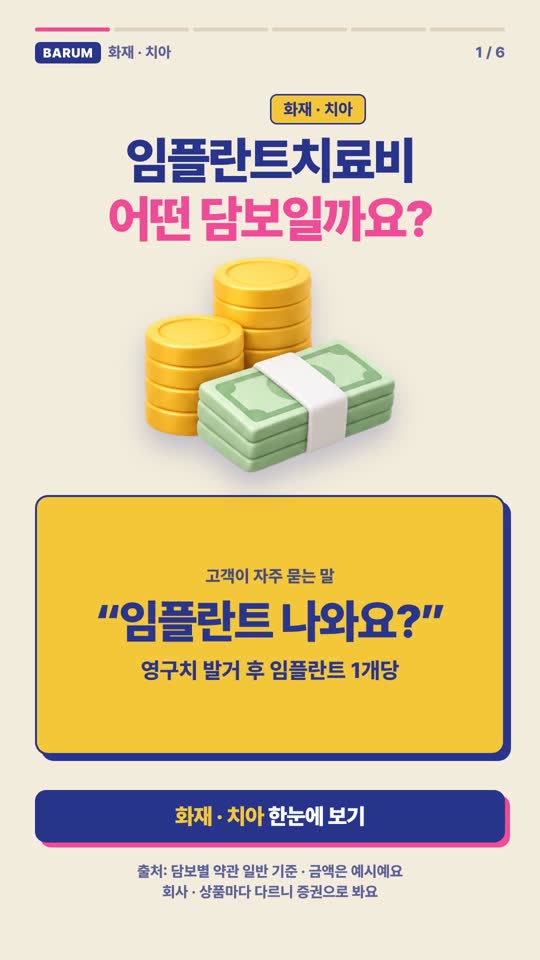 BARUM 화재 · 치아 1 / 6
화재 · 치아
임플란트치료비
어떤 담보일까요?
고객이 자주 묻는 말
“임플란트 나와요?”
영구치 발거 후 임플란트 1개당
화재 · 치아 한눈에 보기
출처: 담보별 약관 일반 기준 · 금액은 예시예요
회사 · 상품마다 다르니 증권으로 봐요